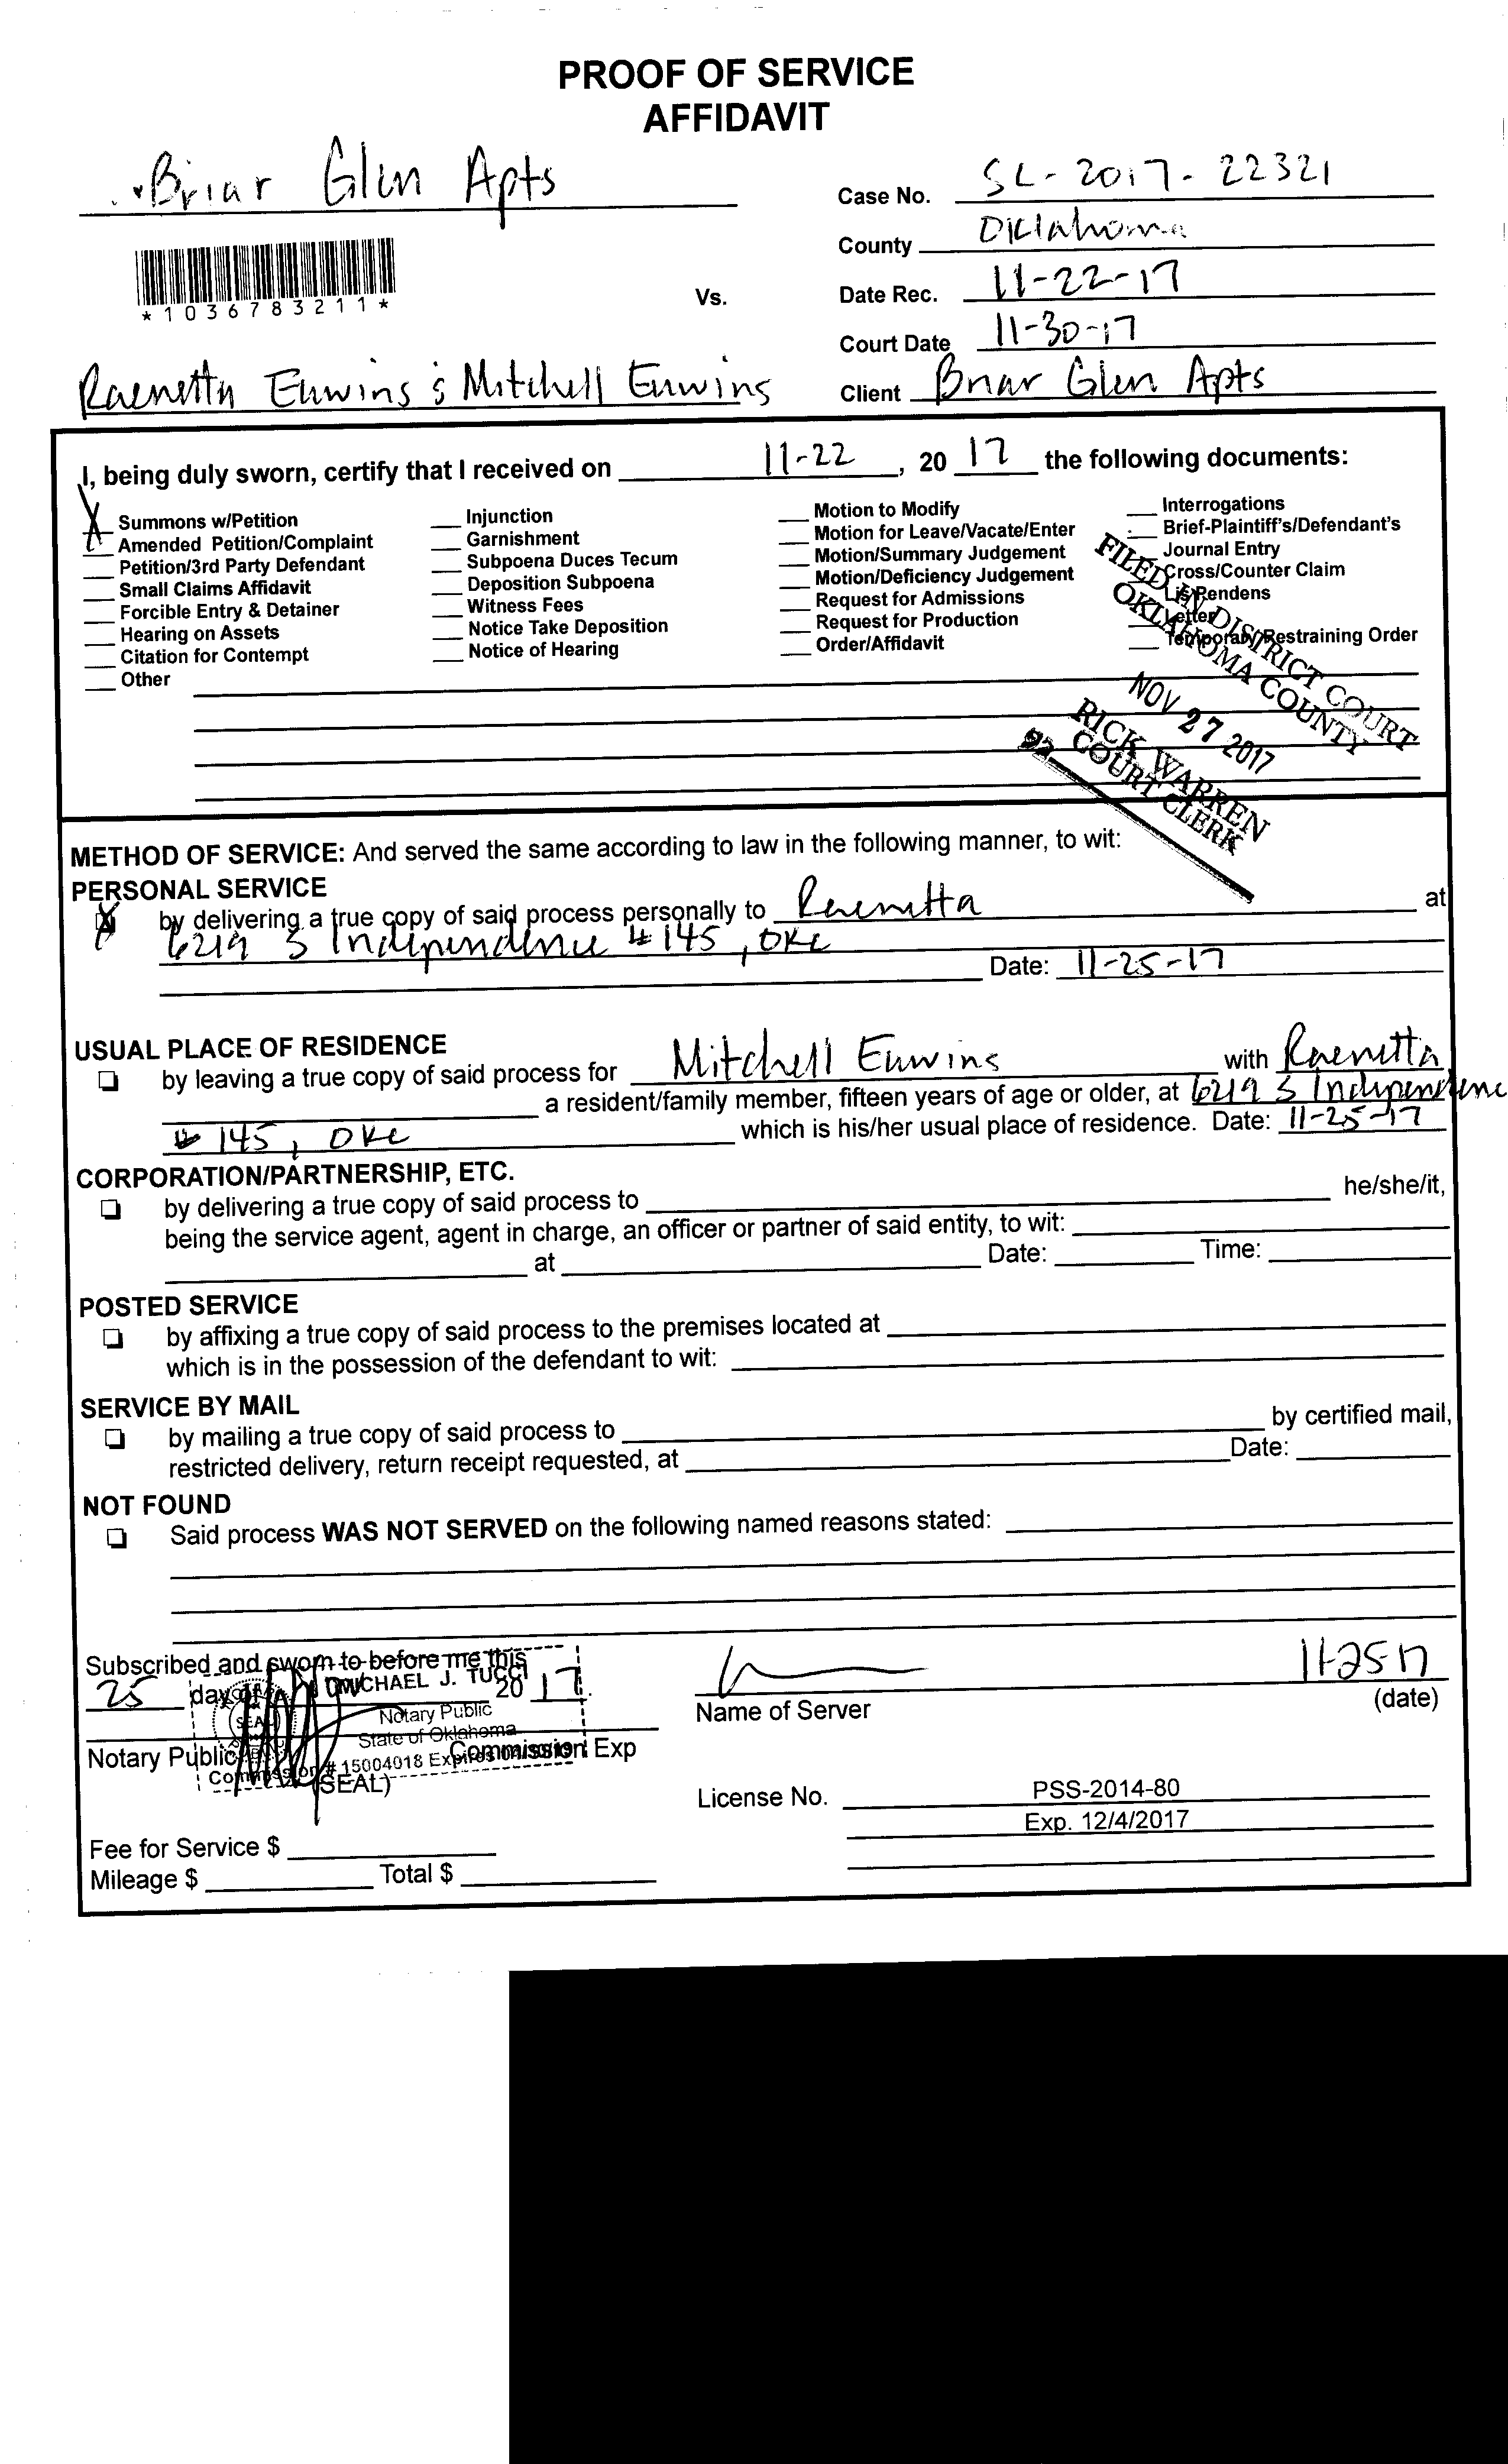 PROOF OF SERVICE
AFFIDAVIT
Briar Glen Apts
Case No. SC-2017-22321
County Oklahoma
*1036783211*
Vs.
Date Rec. 11-22-17
Court Date 11-30-17
Raenetta Euwins & Mitchell Euwins
Client Briar Glen Apts
I, being duly sworn, certify that I received on 11-22, 20 17 the following documents:
X Summons w/Petition
Amended Petition/Complaint
Petition/3rd Party Defendant
Small Claims Affidavit
Forcible Entry & Detainer
Hearing on Assets
Citation for Contempt
Other
Injunction
Garnishment
Subpoena Duces Tecum
Deposition Subpoena
Witness Fees
Notice Take Deposition
Notice of Hearing
Motion to Modify
Motion for Leave/Vacate/Enter
Motion/Summary Judgement
Motion/Deficiency Judgement
Request for Admissions
Request for Production
Order/Affidavit
Interrogations
Brief-Plaintiff's/Defendant's
Journal Entry
Cross/Counter Claim
Lis Pendens
Letter
Temporary Restraining Order
FILED IN DISTRICT COURT
OKLAHOMA COUNTY
NOV 27 2017
RICK WARREN
COURT CLERK
METHOD OF SERVICE: And served the same according to law in the following manner, to wit:
PERSONAL SERVICE
X by delivering a true copy of said process personally to Raenetta at
6219 S Independence #145, OKC
Date: 11-25-17
USUAL PLACE OF RESIDENCE
by leaving a true copy of said process for Mitchell Euwins with Raenetta
a resident/family member, fifteen years of age or older, at 6219 S Independenc
# 145, OKC which is his/her usual place of residence. Date: 11-25-17
CORPORATION/PARTNERSHIP, ETC.
by delivering a true copy of said process to he/she/it,
being the service agent, agent in charge, an officer or partner of said entity, to wit:
at Date: Time:
POSTED SERVICE
by affixing a true copy of said process to the premises located at
which is in the possession of the defendant to wit:
SERVICE BY MAIL
by mailing a true copy of said process to by certified mail,
restricted delivery, return receipt requested, at Date:
NOT FOUND
Said process WAS NOT SERVED on the following named reasons stated:
Subscribed and sworn to before me this
25 day of 20 17.
MICHAEL J. TUCCI
Notary Public
State of Oklahoma
Commission # 15004018 Expires
11-25-17
Name of Server (date)
Notary Public Commission Exp
(SEAL)
License No. PSS-2014-80
Exp. 12/4/2017
Fee for Service $
Mileage $ Total $